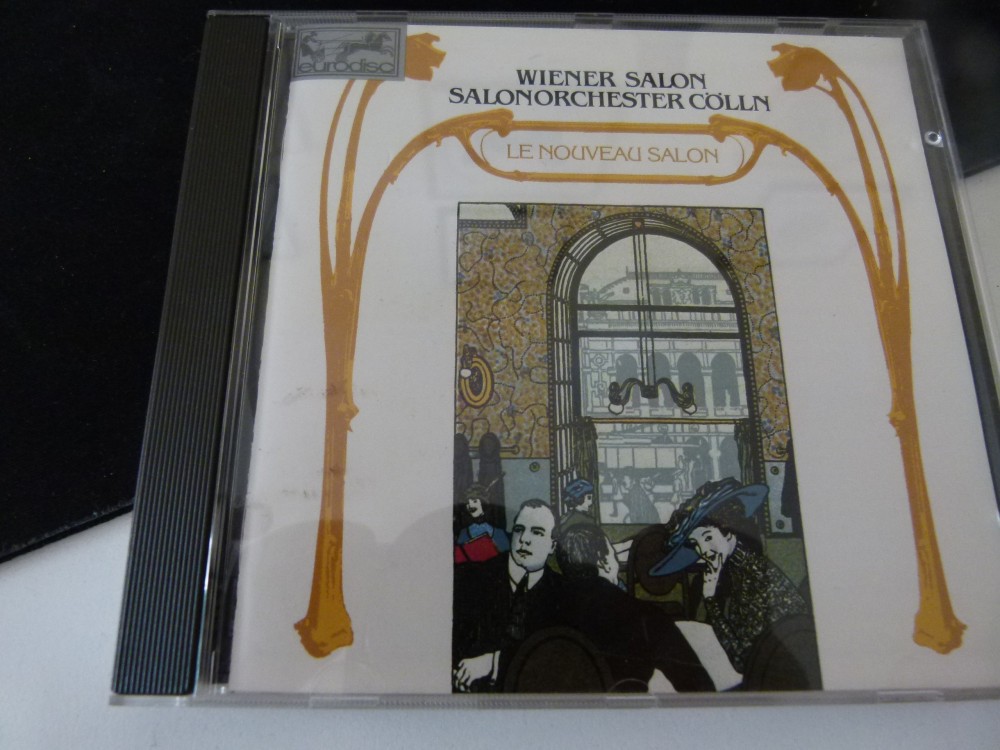 eurodisc
WIENER SALON
SALONORCHESTER CÖLLN
LE NOUVEAU SALON